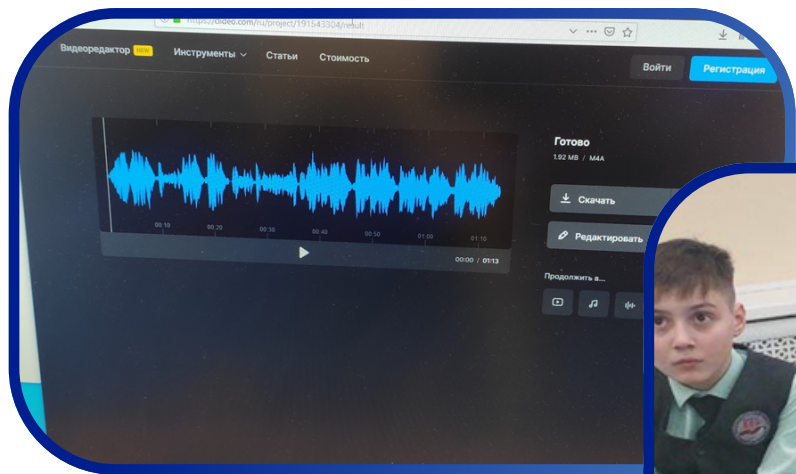 https://clideo.com/ru/project/191543304/result
Видеоредактор NEW Инструменты Статьи Стоимость Войти Регистрация
Готово
1.92 MB / M4A
Скачать
Редактировать
00:10 00:20 00:30 00:40 00:50 01:00 01:10
00:00 / 01:13
Продолжить в...